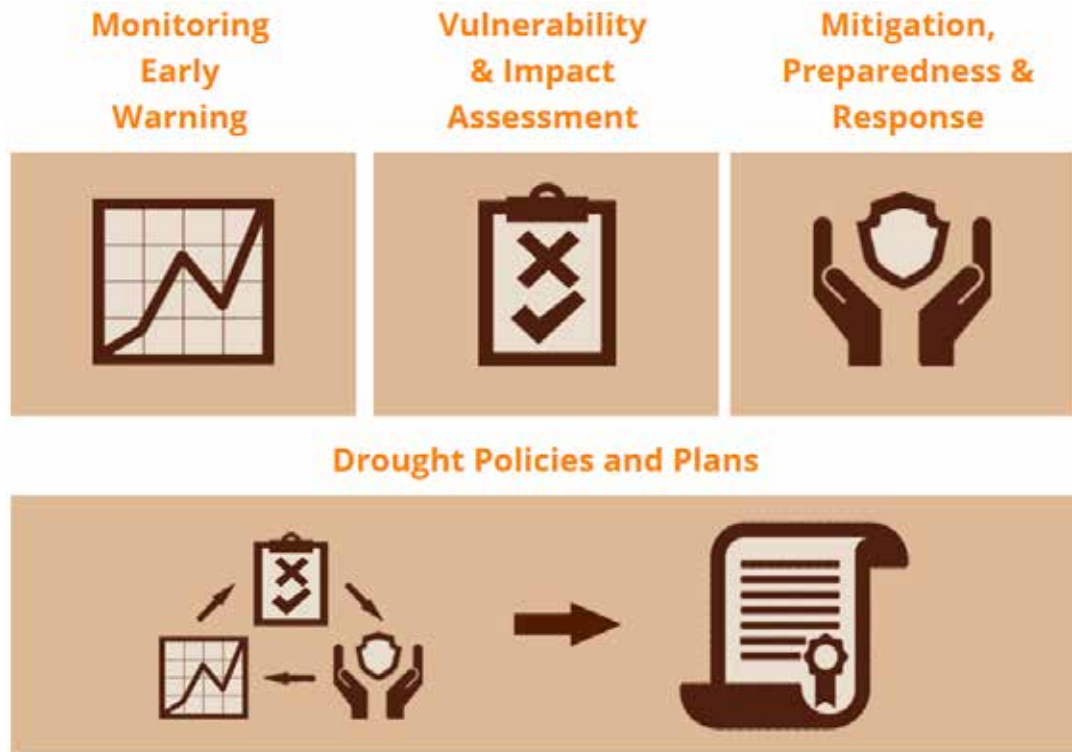 Monitoring
Early
Warning
Vulnerability
& Impact
Assessment
Mitigation,
Preparedness &
Response
Drought Policies and Plans